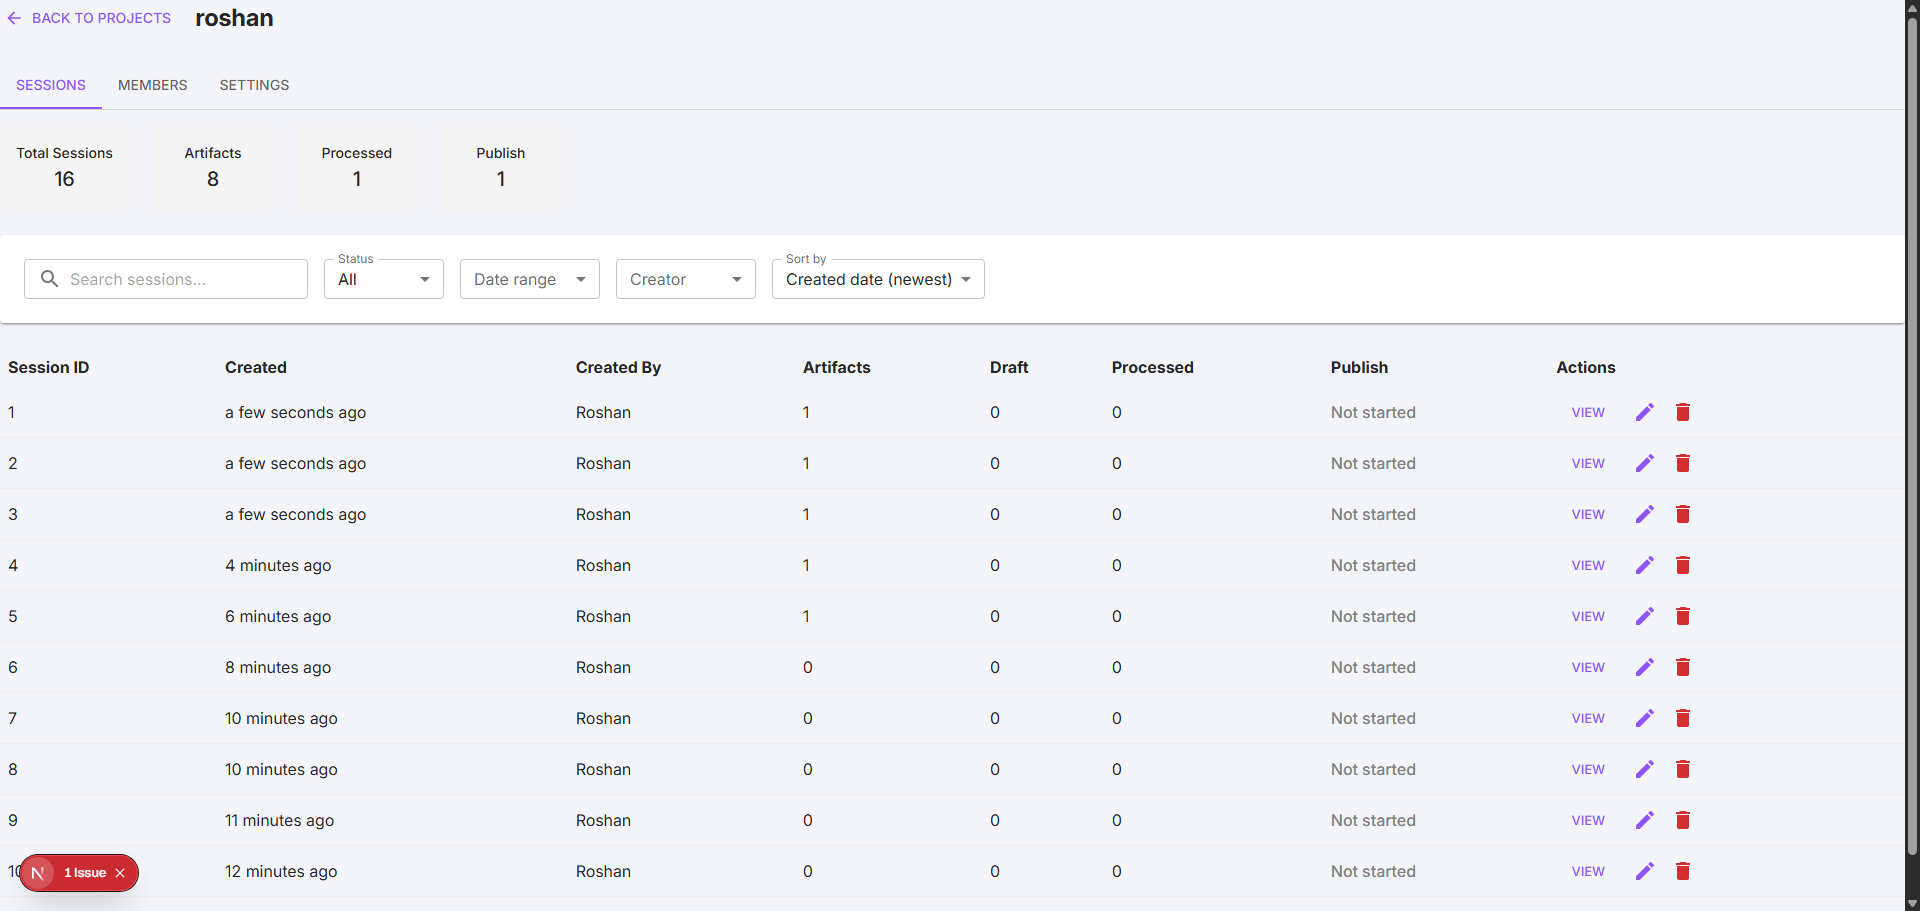 BACK TO PROJECTS roshan
SESSIONS MEMBERS SETTINGS
Total Sessions Artifacts Processed Publish
16 8 1 1
Search sessions... Status All Date range Creator Sort by Created date (newest)
Session ID Created Created By Artifacts Draft Processed Publish Actions
1 a few seconds ago Roshan 1 0 0 Not started VIEW
2 a few seconds ago Roshan 1 0 0 Not started VIEW
3 a few seconds ago Roshan 1 0 0 Not started VIEW
4 4 minutes ago Roshan 1 0 0 Not started VIEW
5 6 minutes ago Roshan 1 0 0 Not started VIEW
6 8 minutes ago Roshan 0 0 0 Not started VIEW
7 10 minutes ago Roshan 0 0 0 Not started VIEW
8 10 minutes ago Roshan 0 0 0 Not started VIEW
9 11 minutes ago Roshan 0 0 0 Not started VIEW
10 N 1 Issue 12 minutes ago Roshan 0 0 0 Not started VIEW